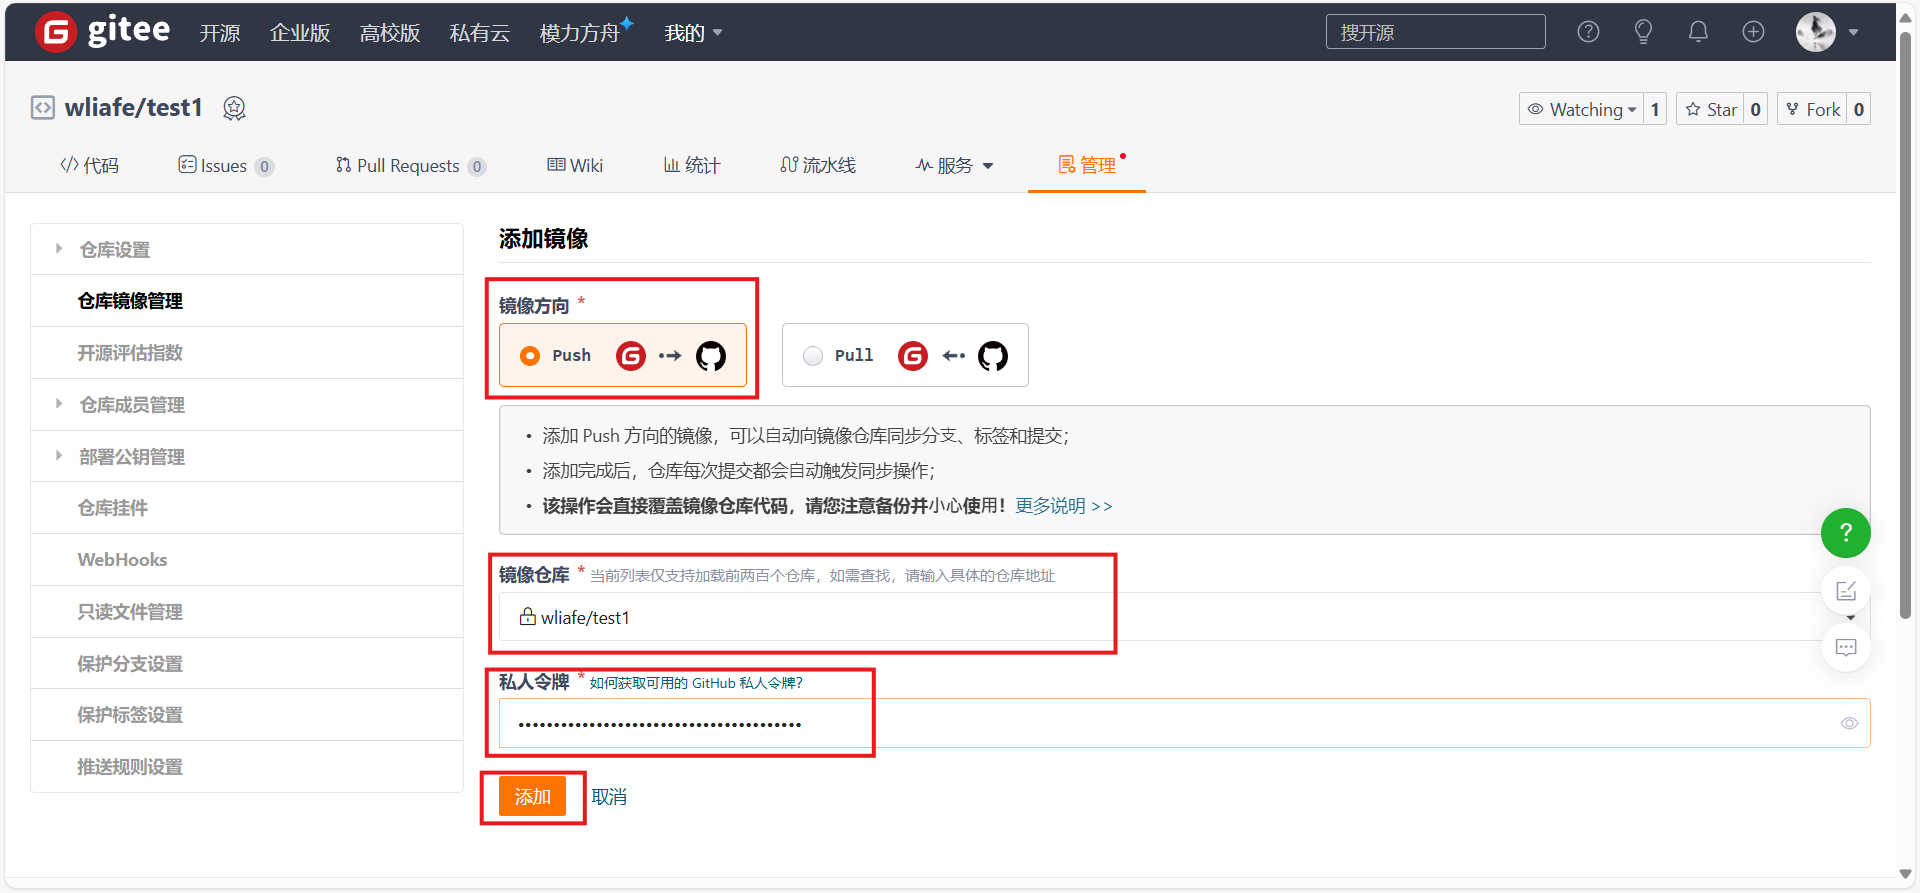 gitee 开源 企业版 高校版 私有云 模力方舟 我的 搜开源
wliafe/test1 Watching 1 Star 0 Fork 0
代码 Issues 0 Pull Requests 0 Wiki 统计 流水线 服务 管理
仓库设置
仓库镜像管理
开源评估指数
仓库成员管理
部署公钥管理
仓库挂件
WebHooks
只读文件管理
保护分支设置
保护标签设置
推送规则设置
添加镜像
镜像方向 *
Push Pull
• 添加 Push 方向的镜像，可以自动向镜像仓库同步分支、标签和提交；
• 添加完成后，仓库每次提交都会自动触发同步操作；
• 该操作会直接覆盖镜像仓库代码，请您注意备份并小心使用！更多说明 >>
镜像仓库 * 当前列表仅支持加载前两百个仓库，如需查找，请输入具体的仓库地址
wliafe/test1
私人令牌 * 如何获取可用的 GitHub 私人令牌？
添加 取消